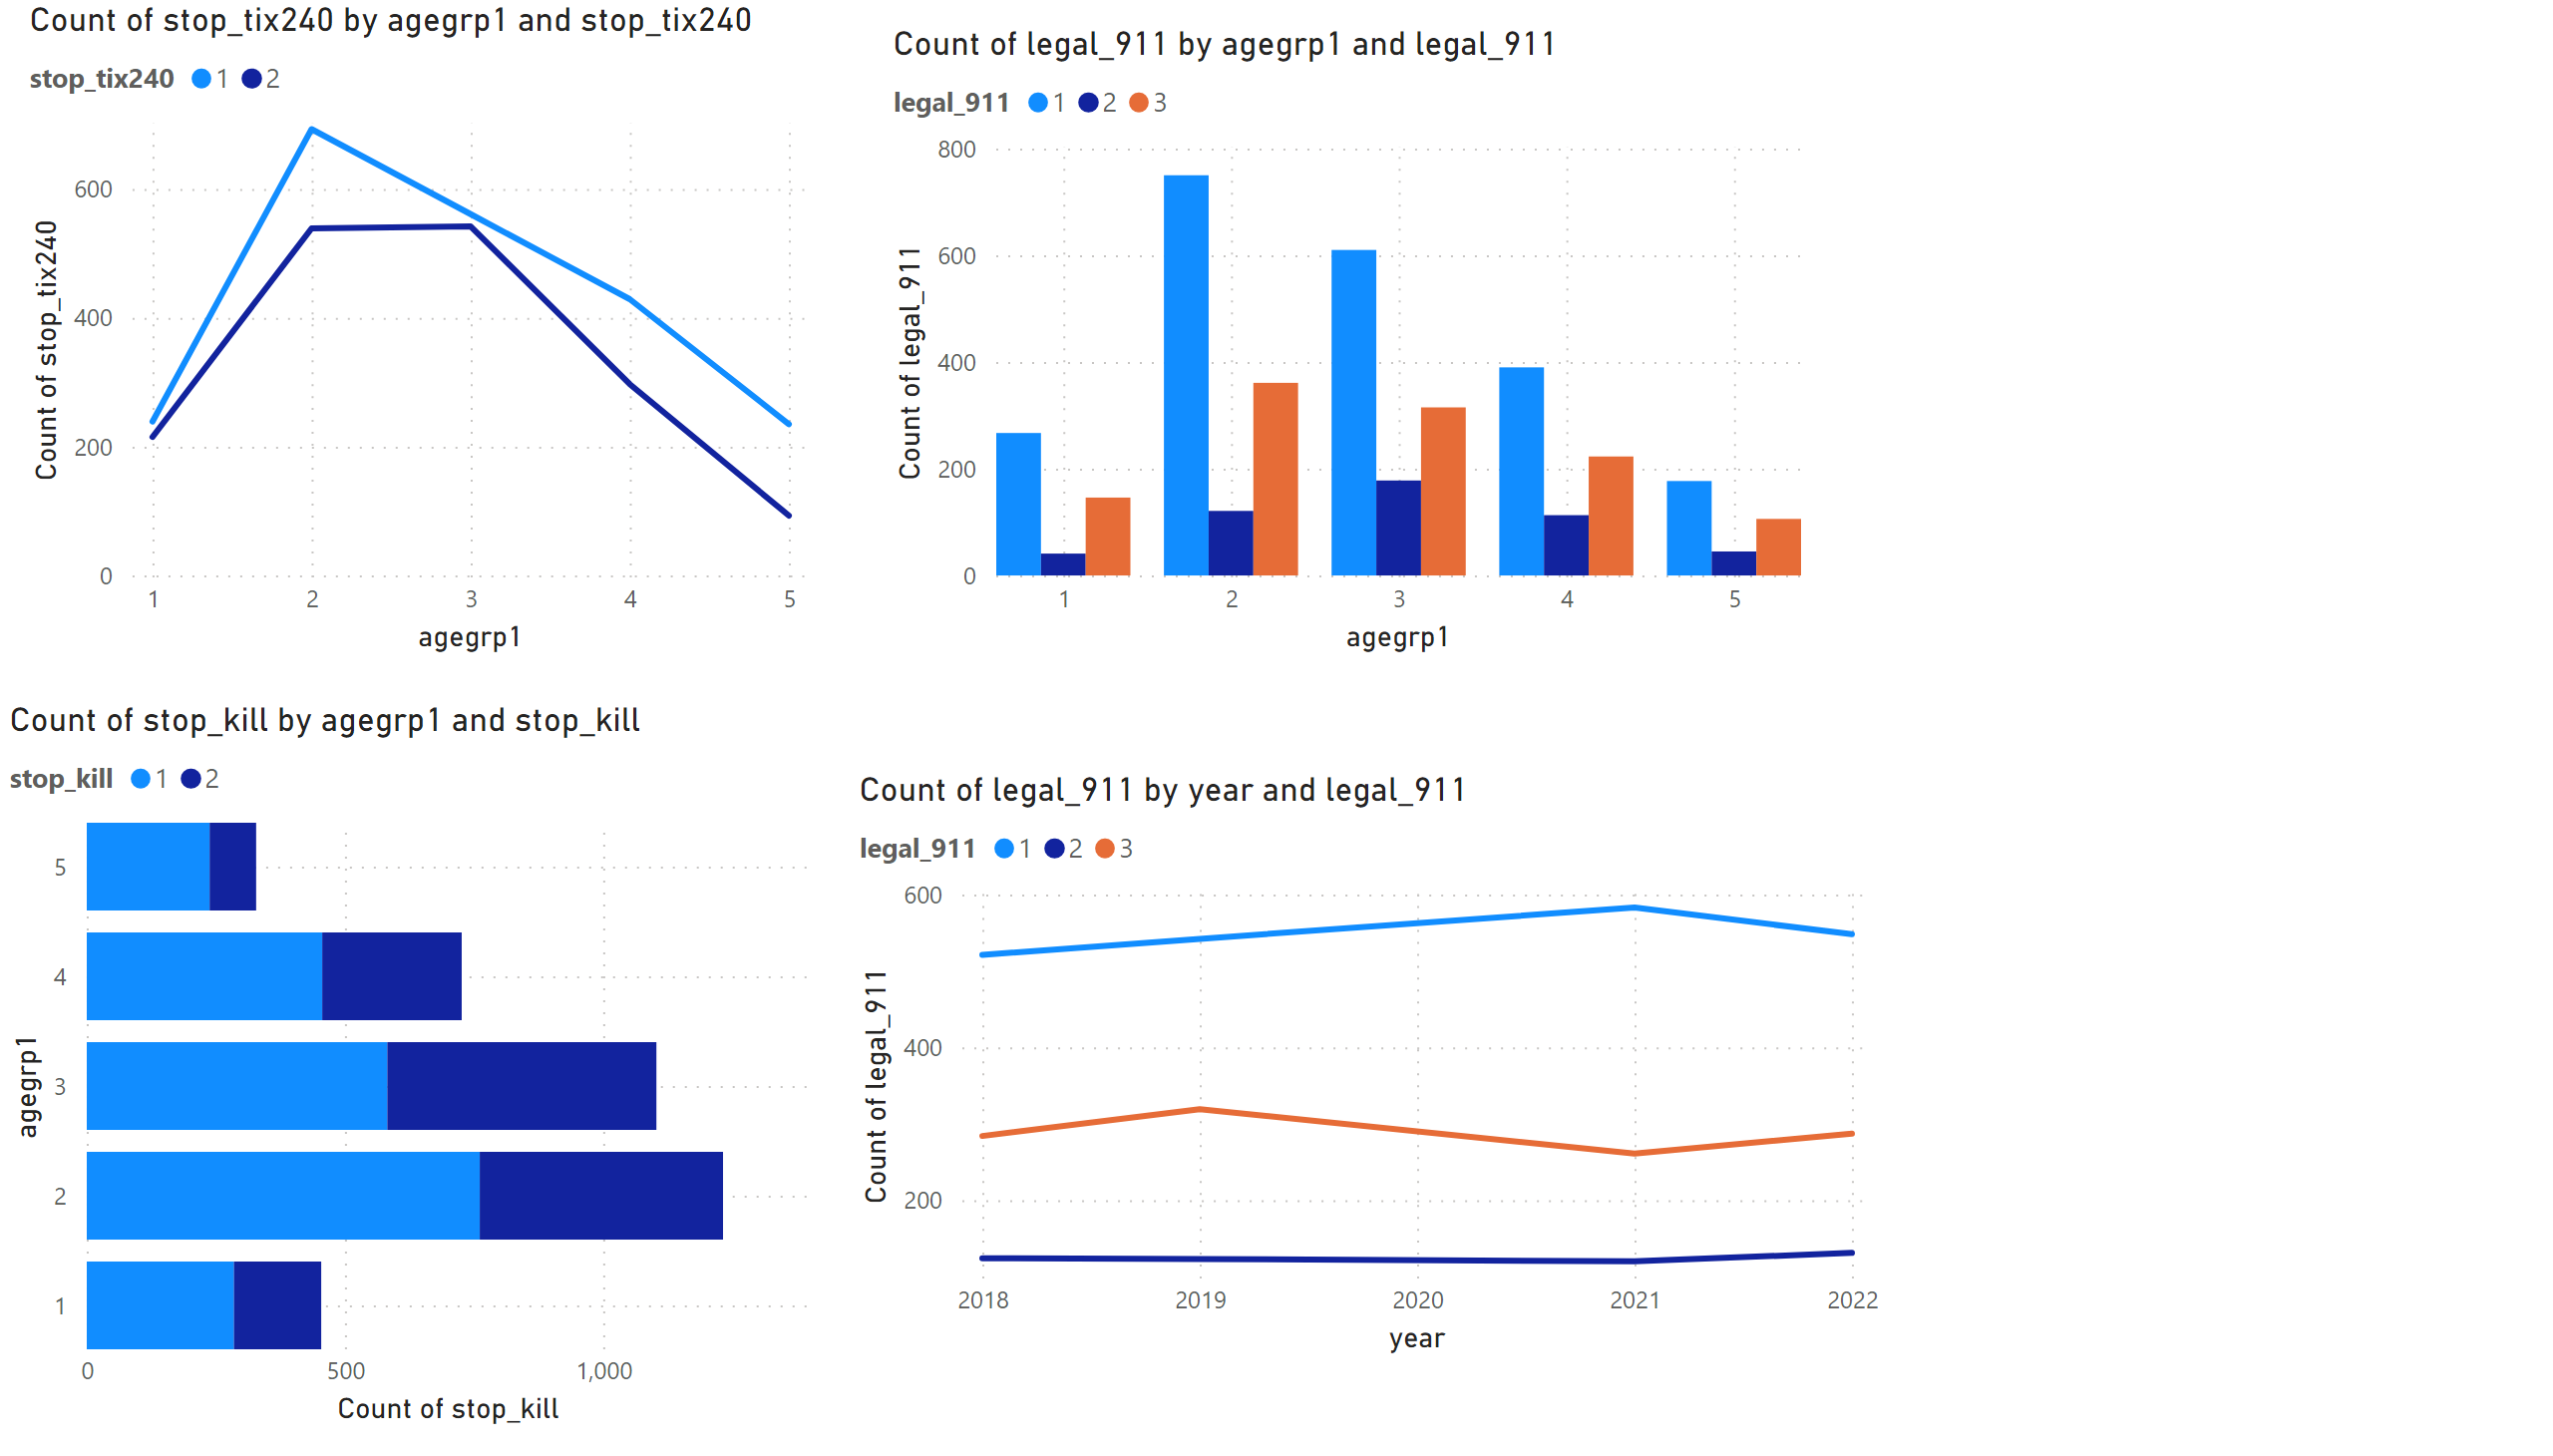 Count of stop_tix240 by agegrp1 and stop_tix240
stop_tix240 1 2
Count of stop_tix240
600
400
200
0
1 2 3 4 5
agegrp1
Count of legal_911 by agegrp1 and legal_911
legal_911 1 2 3
Count of legal_911
800
600
400
200
0
1 2 3 4 5
agegrp1
Count of stop_kill by agegrp1 and stop_kill
stop_kill 1 2
agegrp1
5
4
3
2
1
0 500 1,000
Count of stop_kill
Count of legal_911 by year and legal_911
legal_911 1 2 3
Count of legal_911
600
400
200
2018 2019 2020 2021 2022
year